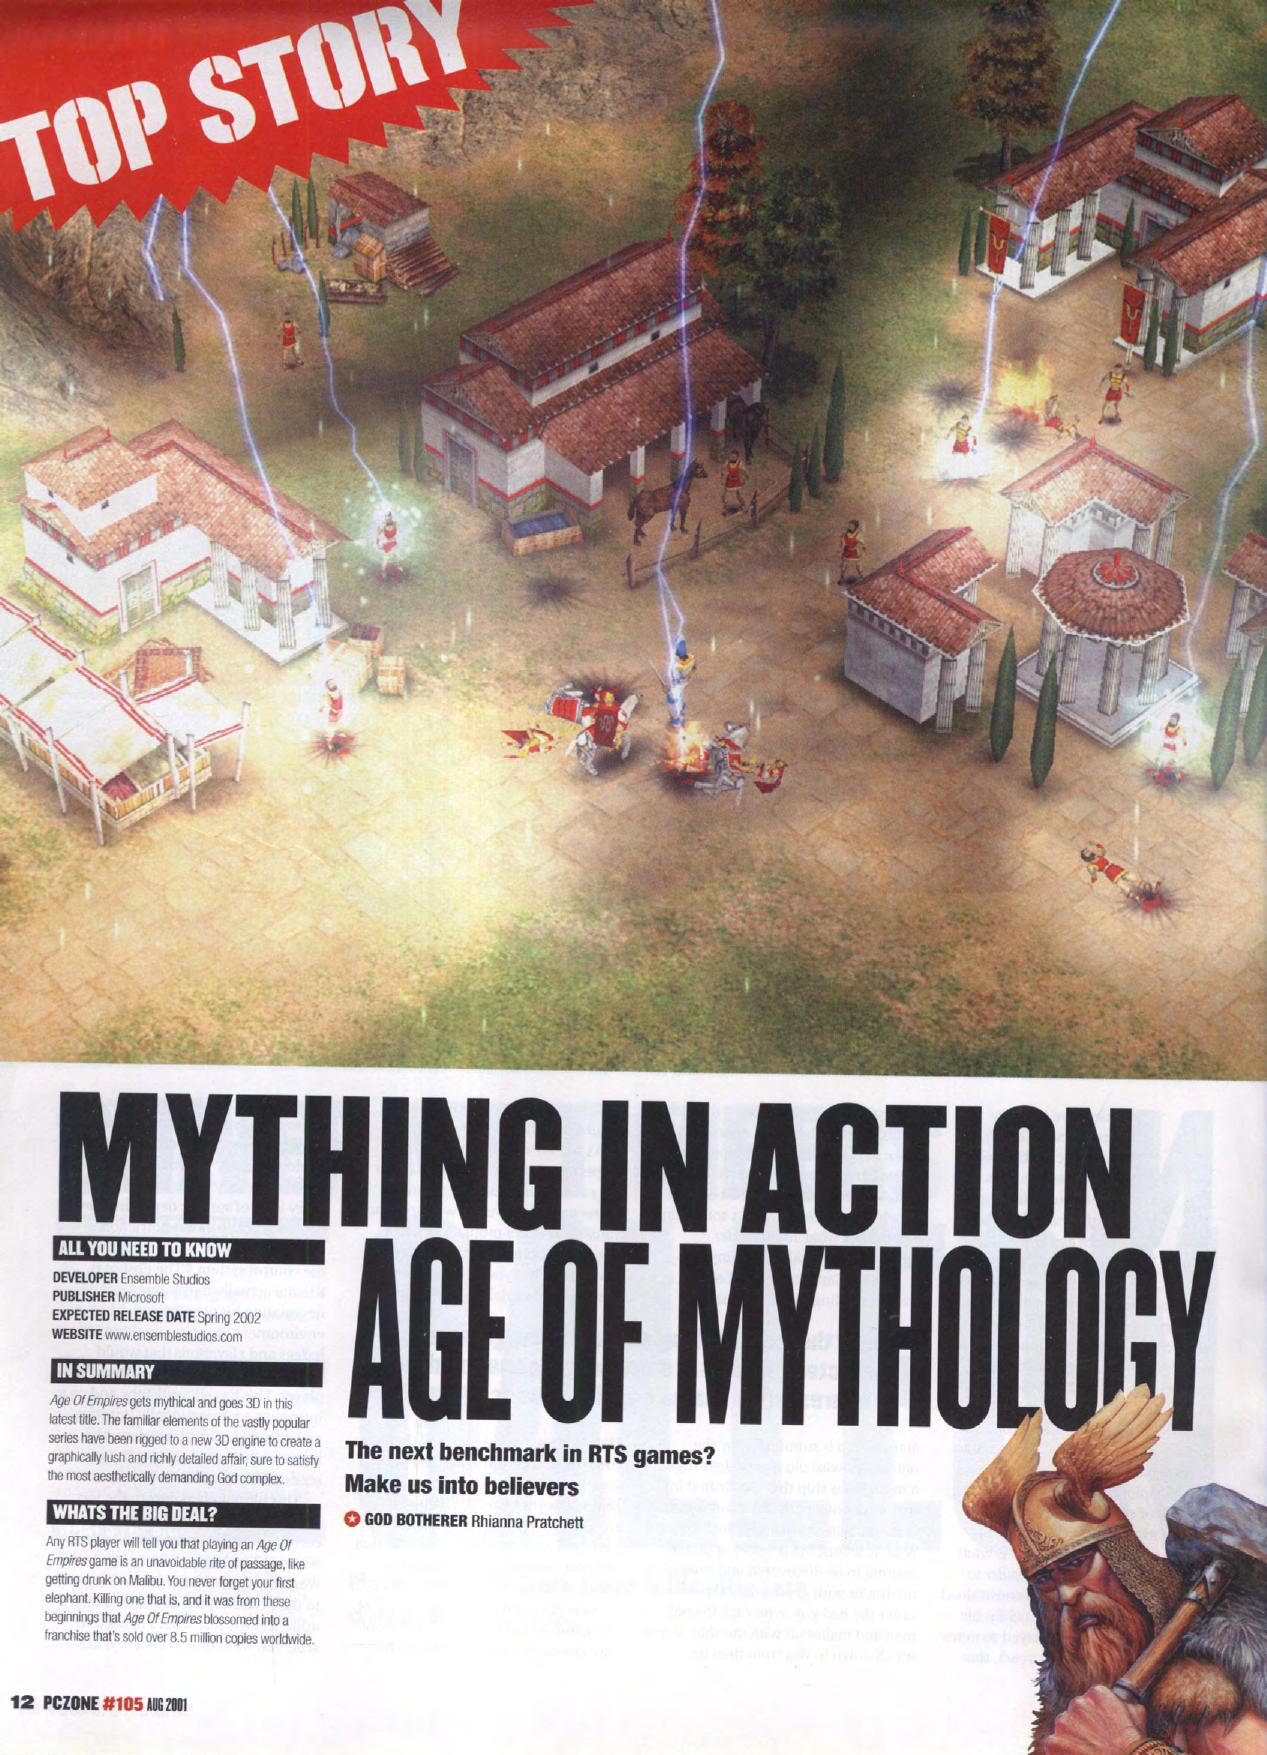 TOP STORY
MYTHING IN ACTION
AGE OF MYTHOLOGY
ALL YOU NEED TO KNOW
DEVELOPER Ensemble Studios
PUBLISHER Microsoft
EXPECTED RELEASE DATE Spring 2002
WEBSITE www.ensemblestudios.com
IN SUMMARY
Age Of Empires gets mythical and goes 3D in this
latest title. The familiar elements of the vastly popular
series have been rigged to a new 3D engine to create a
graphically lush and richly detailed affair, sure to satisfy
the most aesthetically demanding God complex.
WHATS THE BIG DEAL?
Any RTS player will tell you that playing an Age Of
Empires game is an unavoidable rite of passage, like
getting drunk on Malibu. You never forget your first
elephant. Killing one that is, and it was from these
beginnings that Age Of Empires blossomed into a
franchise that's sold over 8.5 million copies worldwide.
The next benchmark in RTS games?
Make us into believers
GOD BOTHERER Rhianna Pratchett
12 PCZONE #105 AUG 2001